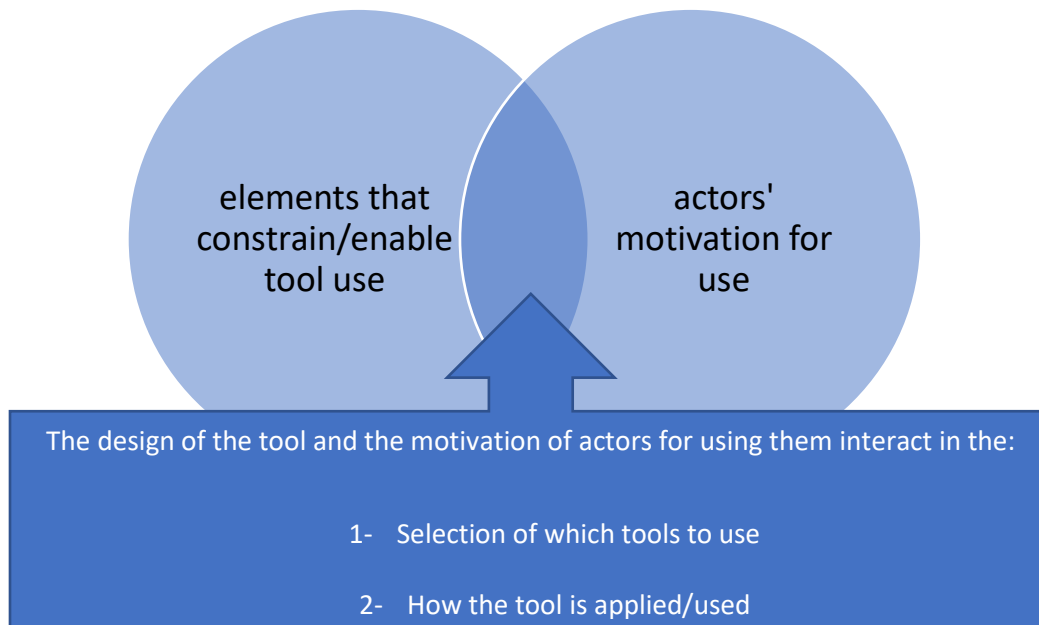 elements that
constrain/enable
tool use
actors'
motivation for
use
The design of the tool and the motivation of actors for using them interact in the:
1- Selection of which tools to use
2- How the tool is applied/used